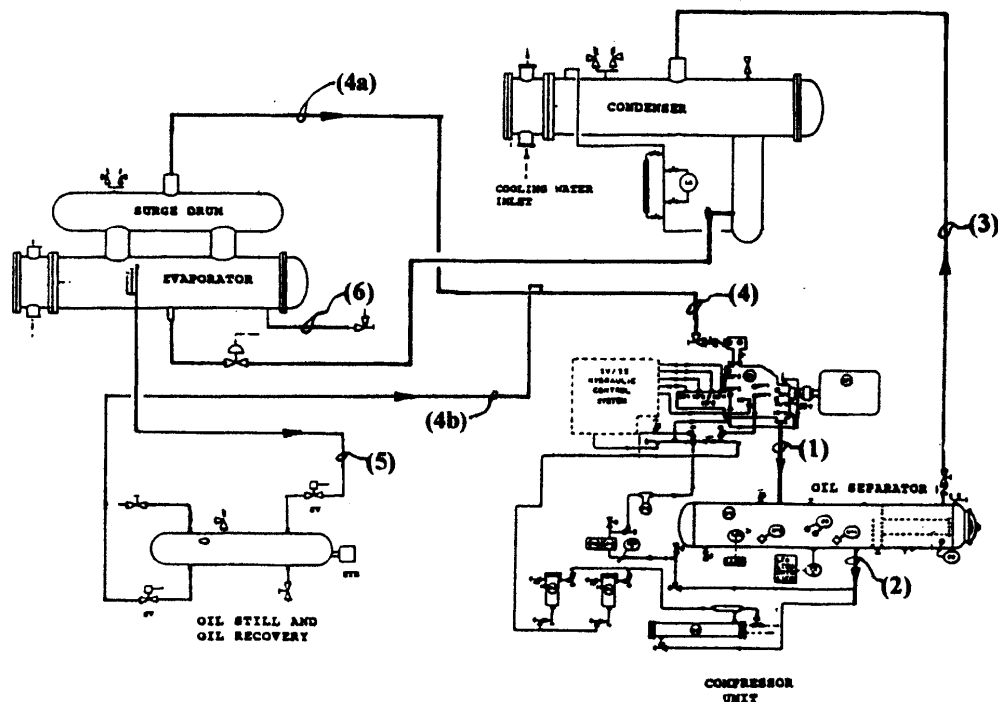 (4a)
CONDENSER
COOLING WATER
INLET
SURGE DRUM
(3)
EVAPORATOR
(6)
(4)
HYDRAULIC
CONTROL
SYSTEM
(4b)
(1)
(5)
OIL SEPARATOR
(2)
OIL STILL AND
OIL RECOVERY
COMPRESSOR
UNIT